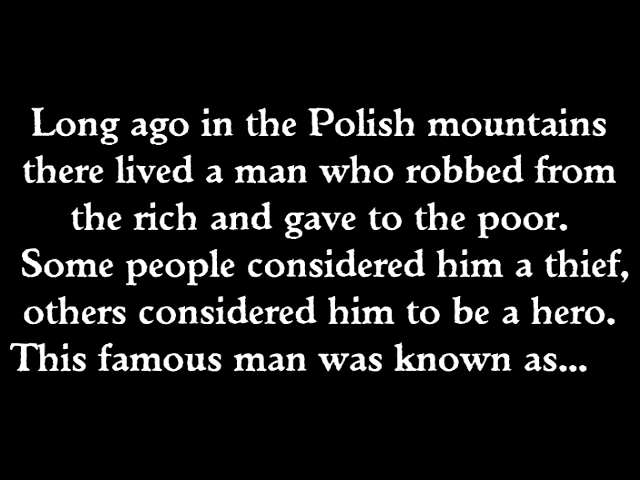 Long ago in the Polish mountains
there lived a man who robbed from
the rich and gave to the poor.
Some people considered him a thief,
others considered him to be a hero.
This famous man was known as...